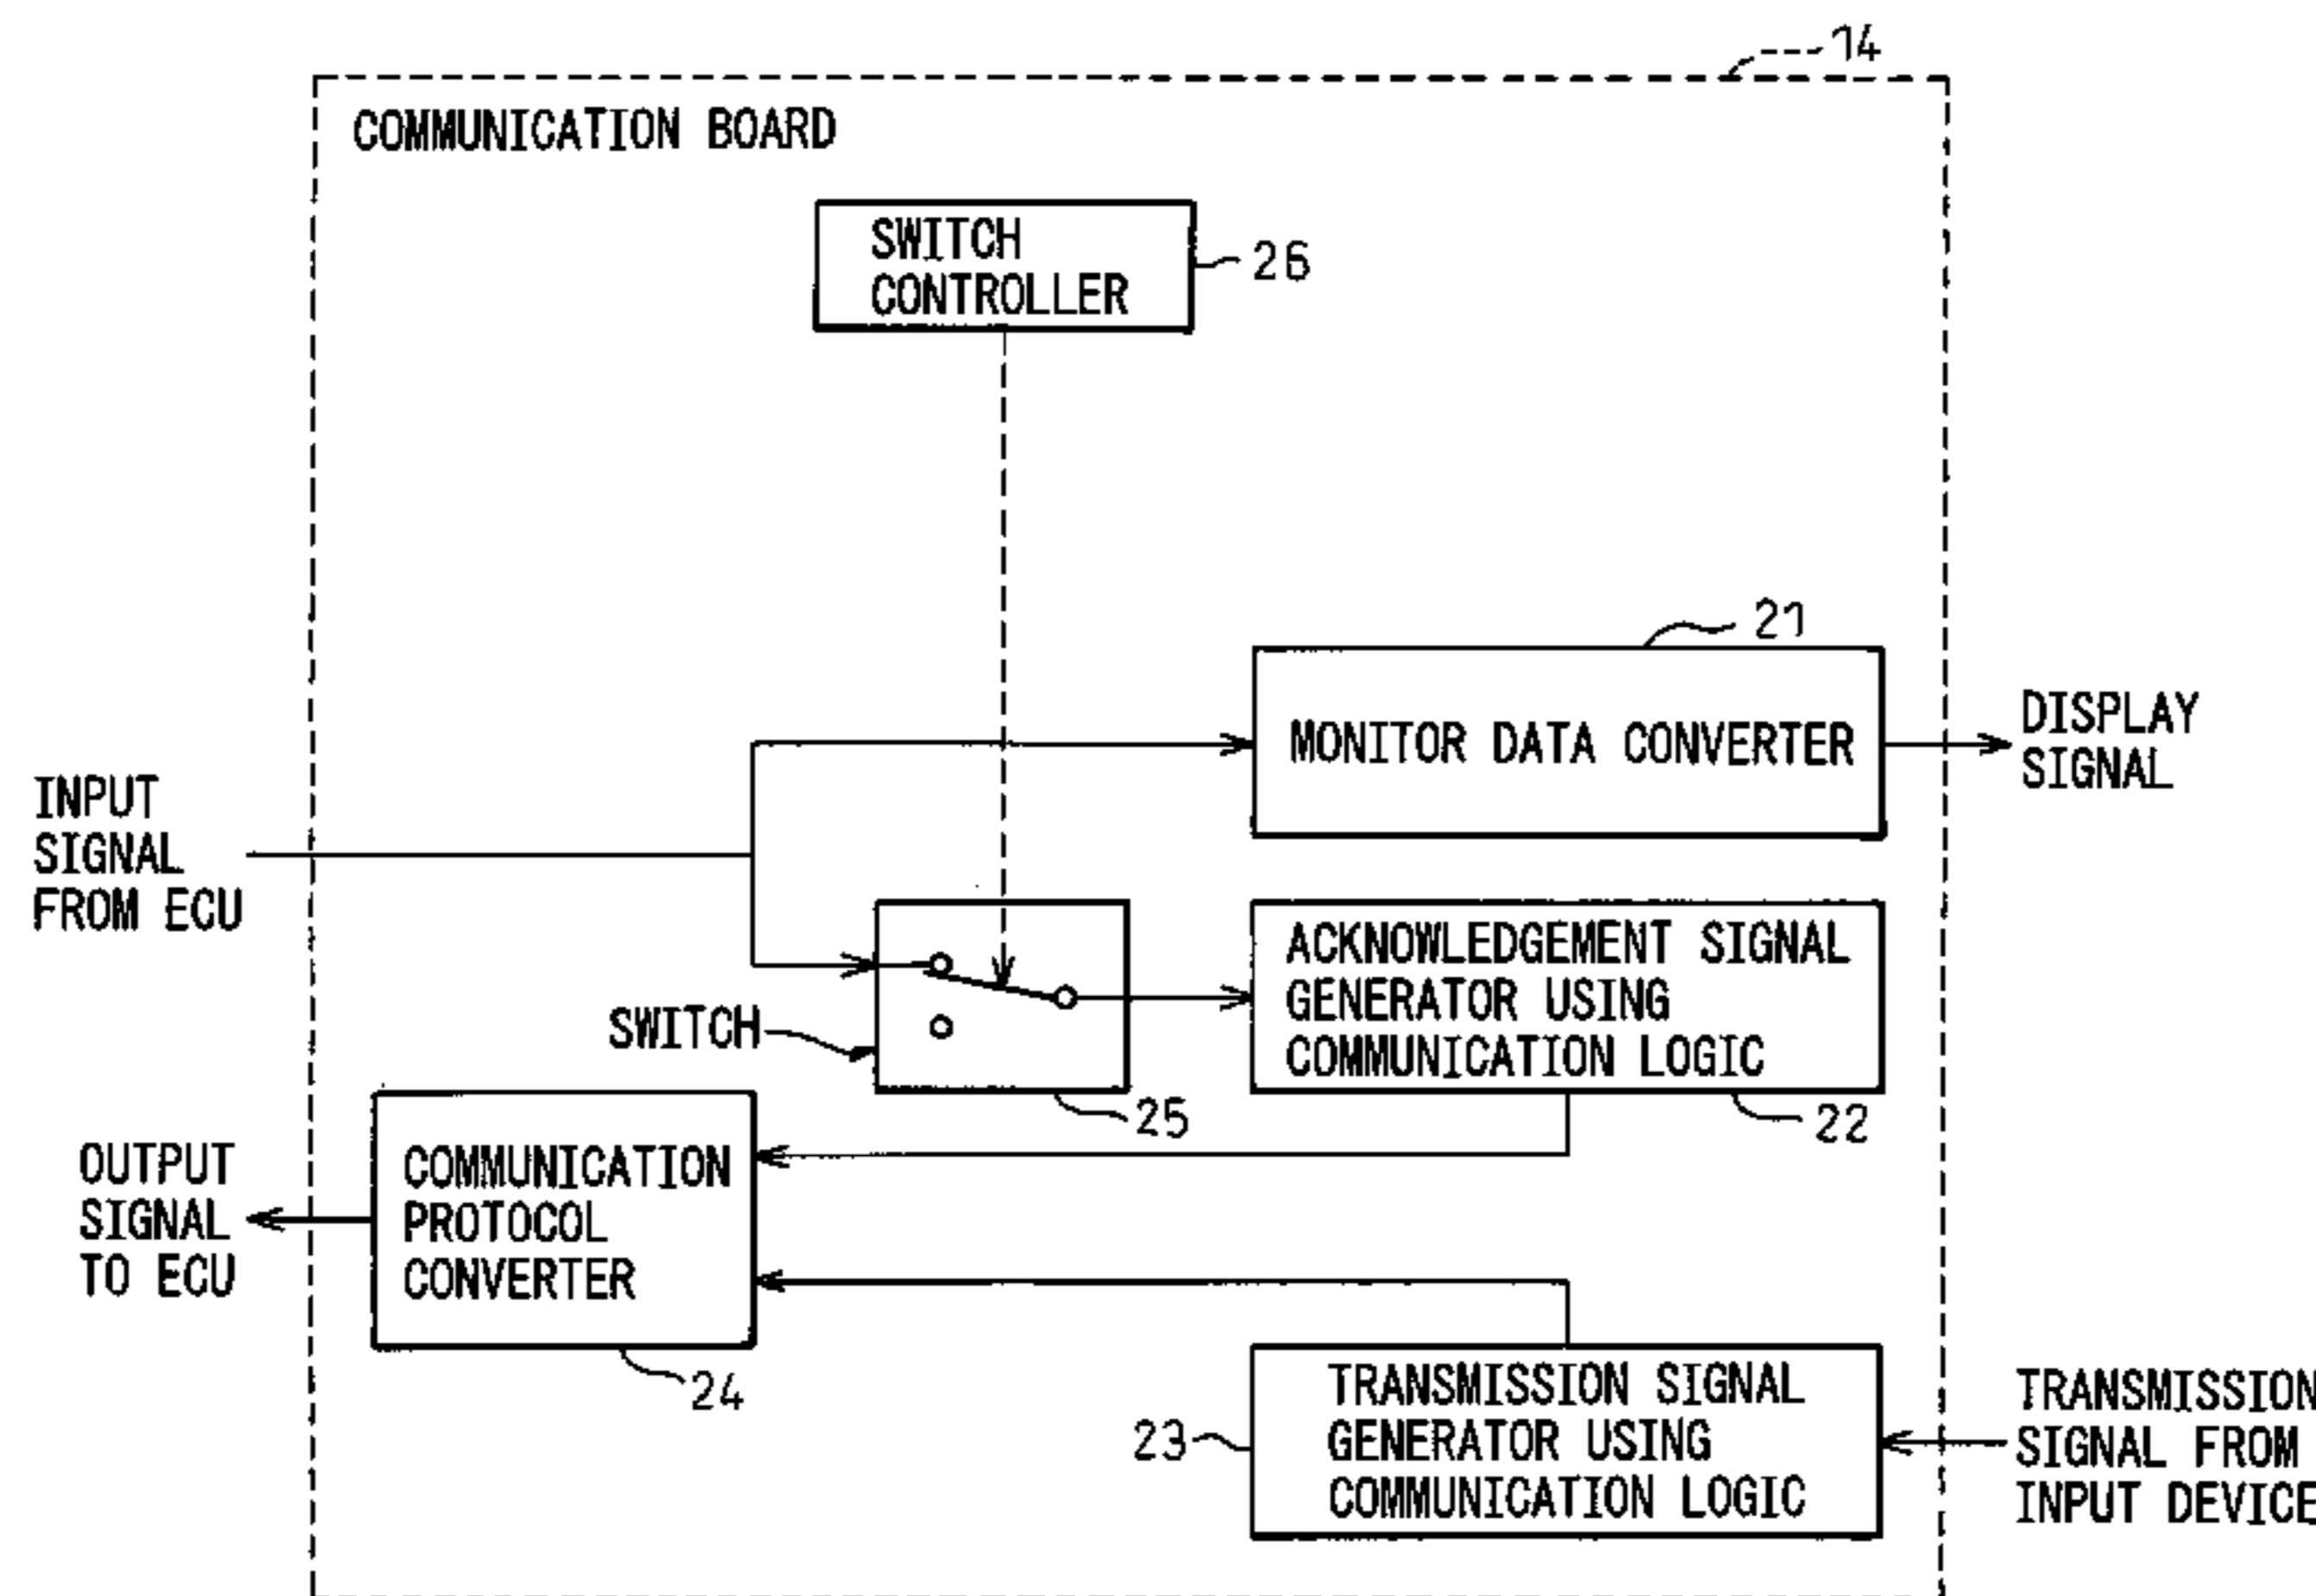 14
COMMUNICATION BOARD
SWITCH
CONTROLLER
26
21
MONITOR DATA CONVERTER
DISPLAY
SIGNAL
INPUT
SIGNAL
FROM ECU
ACKNOWLEDGEMENT SIGNAL
GENERATOR USING
COMMUNICATION LOGIC
SWITCH
25
22
OUTPUT
SIGNAL
TO ECU
COMMUNICATION
PROTOCOL
CONVERTER
24
23
TRANSMISSION SIGNAL
GENERATOR USING
COMMUNICATION LOGIC
TRANSMISSION
SIGNAL FROM
INPUT DEVICE